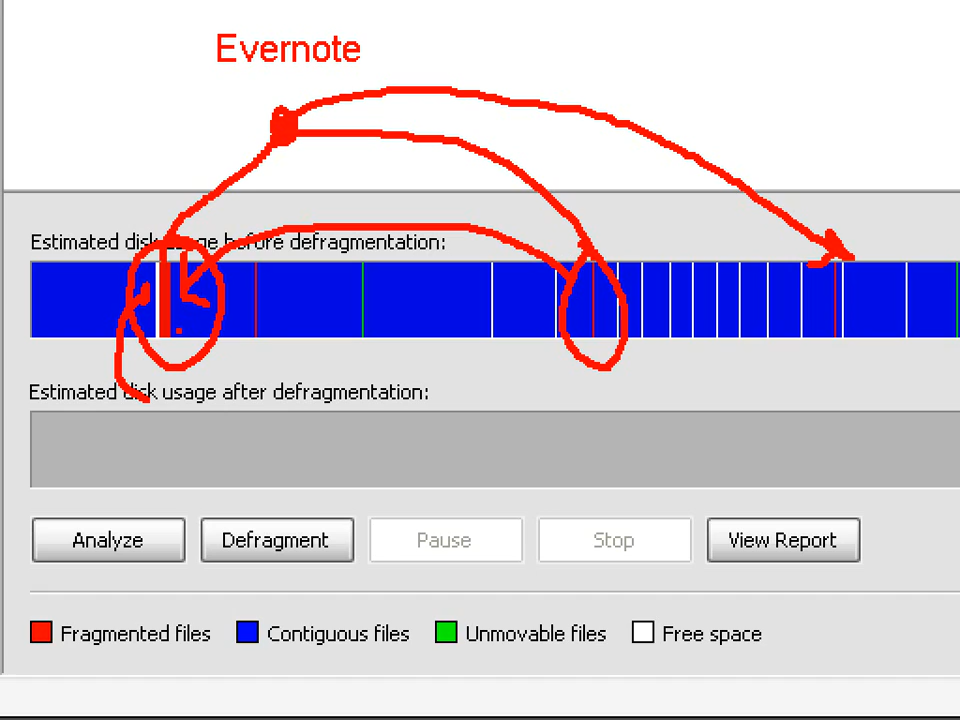 Evernote
Estimated disk usage before defragmentation:
Estimated disk usage after defragmentation:
Analyze Defragment Pause Stop View Report
Fragmented files Contiguous files Unmovable files Free space